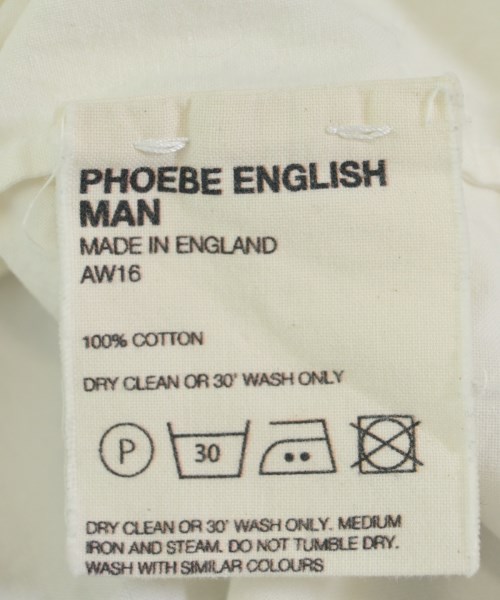 PHOEBE ENGLISH
MAN
MADE IN ENGLAND
AW16
100% COTTON
DRY CLEAN OR 30' WASH ONLY
P 30
DRY CLEAN OR 30' WASH ONLY. MEDIUM
IRON AND STEAM. DO NOT TUMBLE DRY.
WASH WITH SIMILAR COLOURS